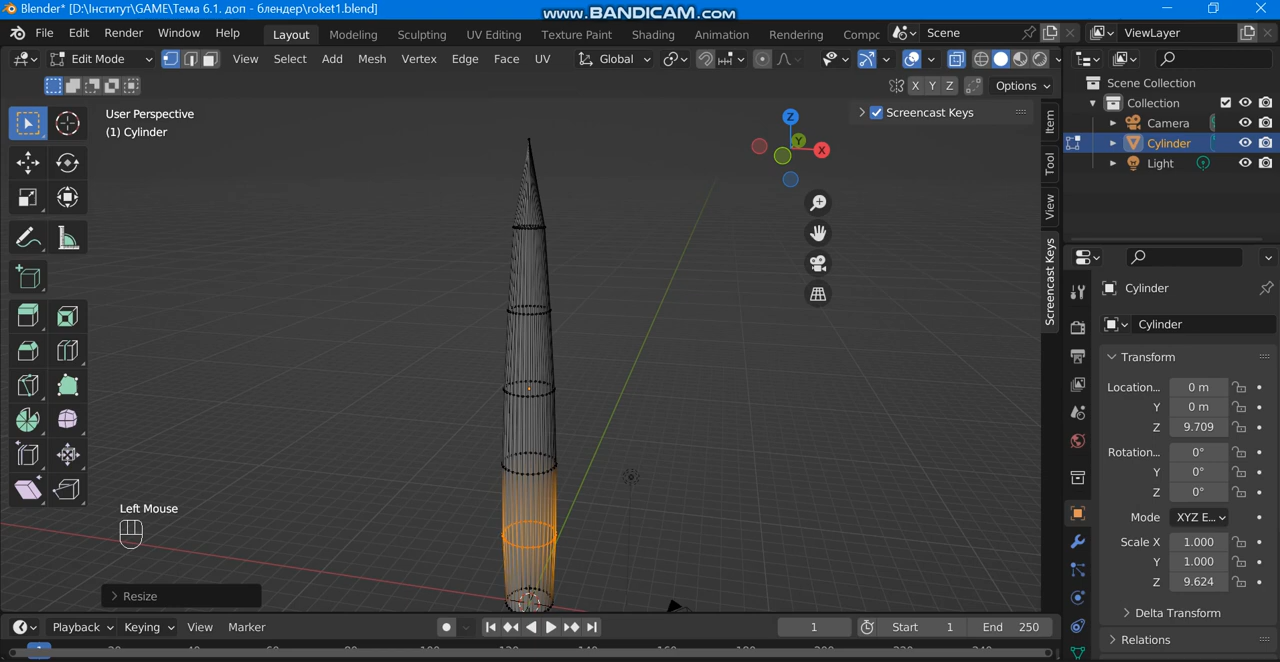 Blender* [D:\Інститут\GAME\Тема 6.1. доп - блендер\roket1.blend]
www.BANDICAM.com
File Edit Render Window Help
Layout Modeling Sculpting UV Editing Texture Paint Shading Animation Rendering Compc
Scene
ViewLayer
Edit Mode
View Select Add Mesh Vertex Edge Face UV
Global
X Y Z
Options
User Perspective
(1) Cylinder
Screencast Keys
Z
Y
X
Item
Tool
View
Screencast Keys
Scene Collection
Collection
Camera
Cylinder
Light
Cylinder
Cylinder
Transform
Location... 0 m
Y 0 m
Z 9.709
Rotation... 0°
Y 0°
Z 0°
Mode XYZ E...
Scale X 1.000
Y 1.000
Z 9.624
Delta Transform
Relations
Left Mouse
Resize
Playback Keying View Marker
1
Start 1
End 250
1